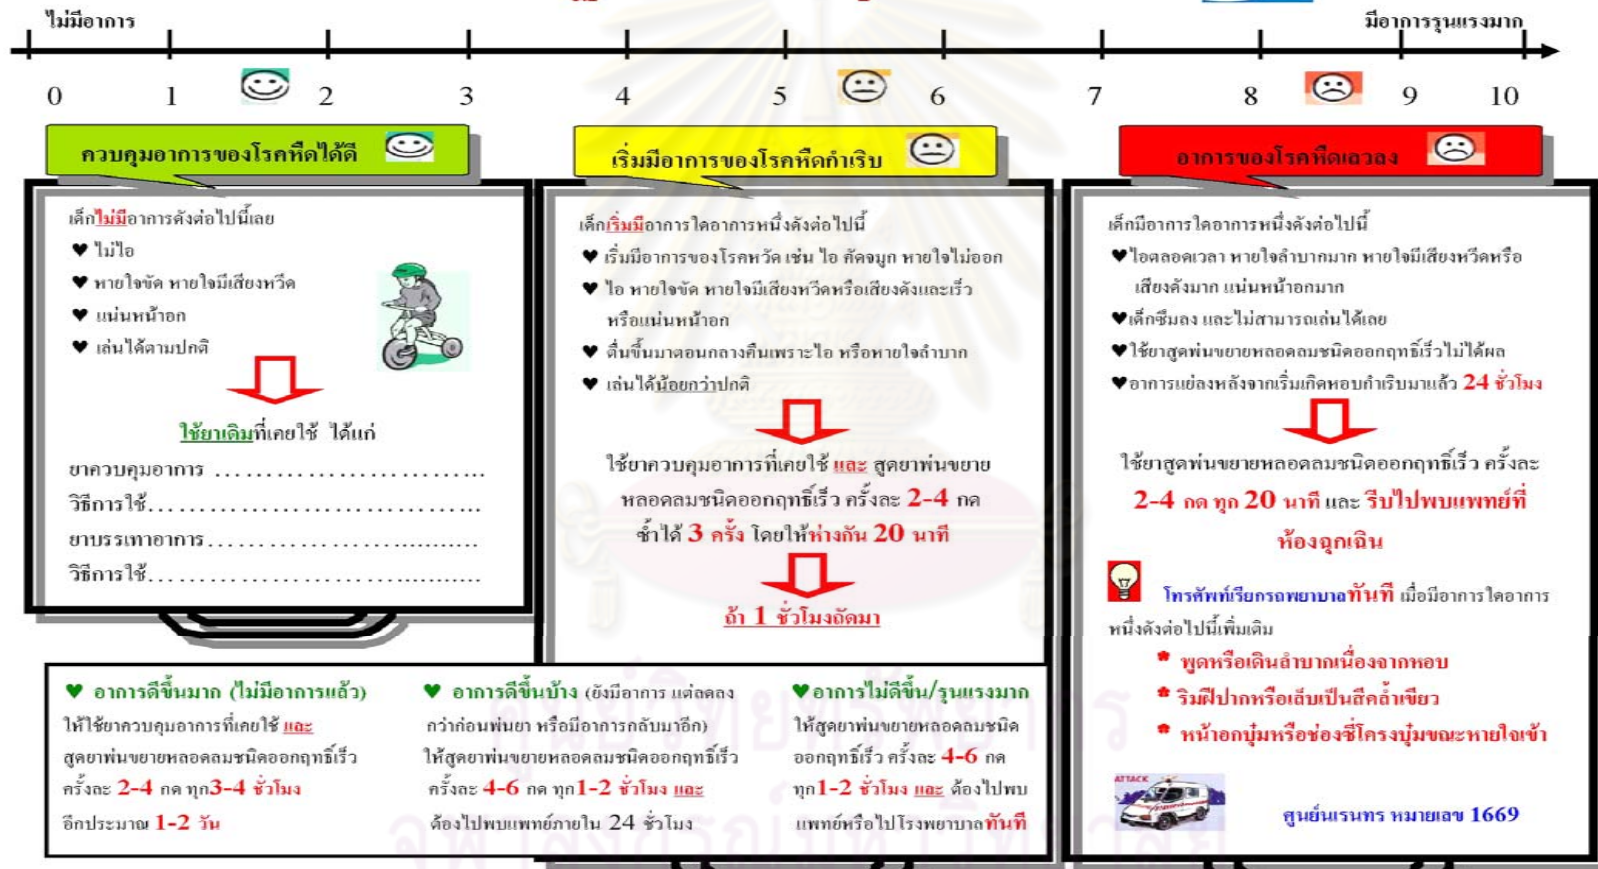 ไม่มีอาการ
มีอาการรุนแรงมาก
0 1 2 3 4 5 6 7 8 9 10
ควบคุมอาการของโรคหืดได้ดี
เด็กไม่มีอาการดังต่อไปนี้เลย
♥ ไม่ไอ
♥ หายใจขัด หายใจมีเสียงหวีด
♥ แน่นหน้าอก
♥ เล่นได้ตามปกติ
ใช้ยาเดิมที่เคยใช้ ได้แก่
ยาควบคุมอาการ ………………………..
วิธีการใช้……………………………..
ยาบรรเทาอาการ……………….............
วิธีการใช้……………………...........
เริ่มมีอาการของโรคหืดกำเริบ
เด็กเริ่มมีอาการใดอาการหนึ่งดังต่อไปนี้
♥ เริ่มมีอาการของโรคหวัด เช่น ไอ คัดจมูก หายใจไม่ออก
♥ ไอ หายใจขัด หายใจมีเสียงหวีดหรือเสียงดังและเร็ว
หรือแน่นหน้าอก
♥ ตื่นขึ้นมาตอนกลางคืนเพราะไอ หรือหายใจลำบาก
♥ เล่นได้น้อยกว่าปกติ
ใช้ยาควบคุมอาการที่เคยใช้ และ สูดยาพ่นขยาย
หลอดลมชนิดออกฤทธิ์เร็ว ครั้งละ 2-4 กด
ซ้ำได้ 3 ครั้ง โดยให้ห่างกัน 20 นาที
ถ้า 1 ชั่วโมงถัดมา
♥ อาการดีขึ้นมาก (ไม่มีอาการแล้ว)
ให้ใช้ยาควบคุมอาการที่เคยใช้ และ
สูดยาพ่นขยายหลอดลมชนิดออกฤทธิ์เร็ว
ครั้งละ 2-4 กด ทุก3-4 ชั่วโมง
อีกประมาณ 1-2 วัน
♥ อาการดีขึ้นบ้าง (ยังมีอาการ แต่ลดลง
กว่าก่อนพ่นยา หรือมีอาการกลับมาอีก)
ให้สูดยาพ่นขยายหลอดลมชนิดออกฤทธิ์เร็ว
ครั้งละ 4-6 กด ทุก1-2 ชั่วโมง และ
ต้องไปพบแพทย์ภายใน 24 ชั่วโมง
♥อาการไม่ดีขึ้น/รุนแรงมาก
ให้สูดยาพ่นขยายหลอดลมชนิด
ออกฤทธิ์เร็ว ครั้งละ 4-6 กด
ทุก1-2 ชั่วโมง และ ต้องไปพบ
แพทย์หรือไปโรงพยาบาลทันที
อาการของโรคหืดเลวลง
เด็กมีอาการใดอาการหนึ่งดังต่อไปนี้
♥ไอตลอดเวลา หายใจลำบากมาก หายใจมีเสียงหวีดหรือ
เสียงดังมาก แน่นหน้าอกมาก
♥เด็กซึมลง และไม่สามารถเล่นได้เลย
♥ใช้ยาสูดพ่นขยายหลอดลมชนิดออกฤทธิ์เร็วไม่ได้ผล
♥อาการแย่ลงหลังจากเริ่มเกิดหอบกำเริบมาแล้ว 24 ชั่วโมง
ใช้ยาสูดพ่นขยายหลอดลมชนิดออกฤทธิ์เร็ว ครั้งละ
2-4 กด ทุก 20 นาที และ รีบไปพบแพทย์ที่
ห้องฉุกเฉิน
โทรศัพท์เรียกรถพยาบาลทันที เมื่อมีอาการใดอาการ
หนึ่งดังต่อไปนี้เพิ่มเติม
* พูดหรือเดินลำบากเนื่องจากหอบ
* ริมฝีปากหรือเล็บเป็นสีคล้ำเขียว
* หน้าอกบุ๋มหรือช่องซี่โครงบุ๋มขณะหายใจเข้า
ATTACK
ศูนย์นเรนทร หมายเลข 1669
ศูนย์วิทยทรัพยากร
จุฬาลงกรณ์มหาวิทยาลัย